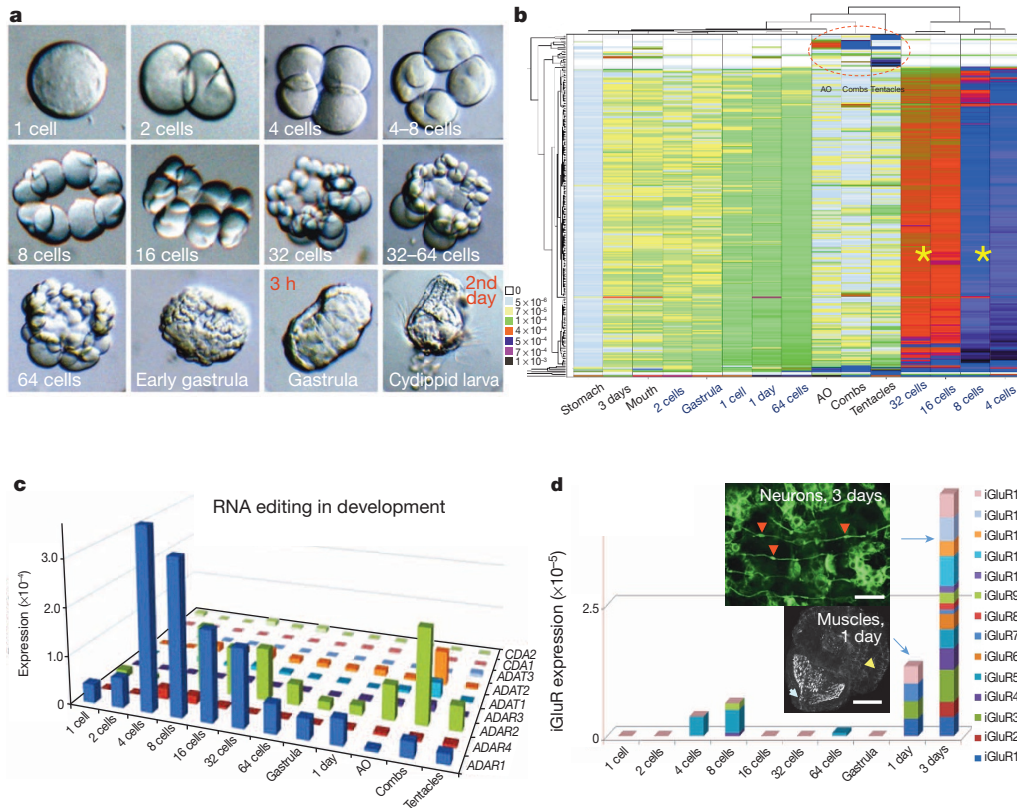 a
1 cell
2 cells
4 cells
4–8 cells
8 cells
16 cells
32 cells
32–64 cells
64 cells
Early gastrula
3 h
Gastrula
2nd day
Cydippid larva
b
AO Combs Tentacles
*
*
0
5 × 10⁻⁶
7 × 10⁻⁵
1 × 10⁻⁴
4 × 10⁻⁴
5 × 10⁻⁴
7 × 10⁻⁴
1 × 10⁻³
Stomach
3 days
Mouth
2 cells
Gastrula
1 cell
1 day
64 cells
AO
Combs
Tentacles
32 cells
16 cells
8 cells
4 cells
c
RNA editing in development
Expression (×10⁻⁴)
3.0
2.0
1.0
0
1 cell
2 cells
4 cells
8 cells
16 cells
32 cells
64 cells
Gastrula
1 day
AO
Combs
Tentacles
CDA2
CDA1
ADAT3
ADAT2
ADAT1
ADAR3
ADAR2
ADAR4
ADAR1
d
iGluR expression (×10⁻⁵)
2.5
0
Neurons, 3 days
Muscles,
1 day
1 cell
2 cells
4 cells
8 cells
16 cells
32 cells
64 cells
Gastrula
1 day
3 days
iGluR1
iGluR1
iGluR1
iGluR1
iGluR1
iGluR9
iGluR8
iGluR7
iGluR6
iGluR5
iGluR4
iGluR3
iGluR2
iGluR1